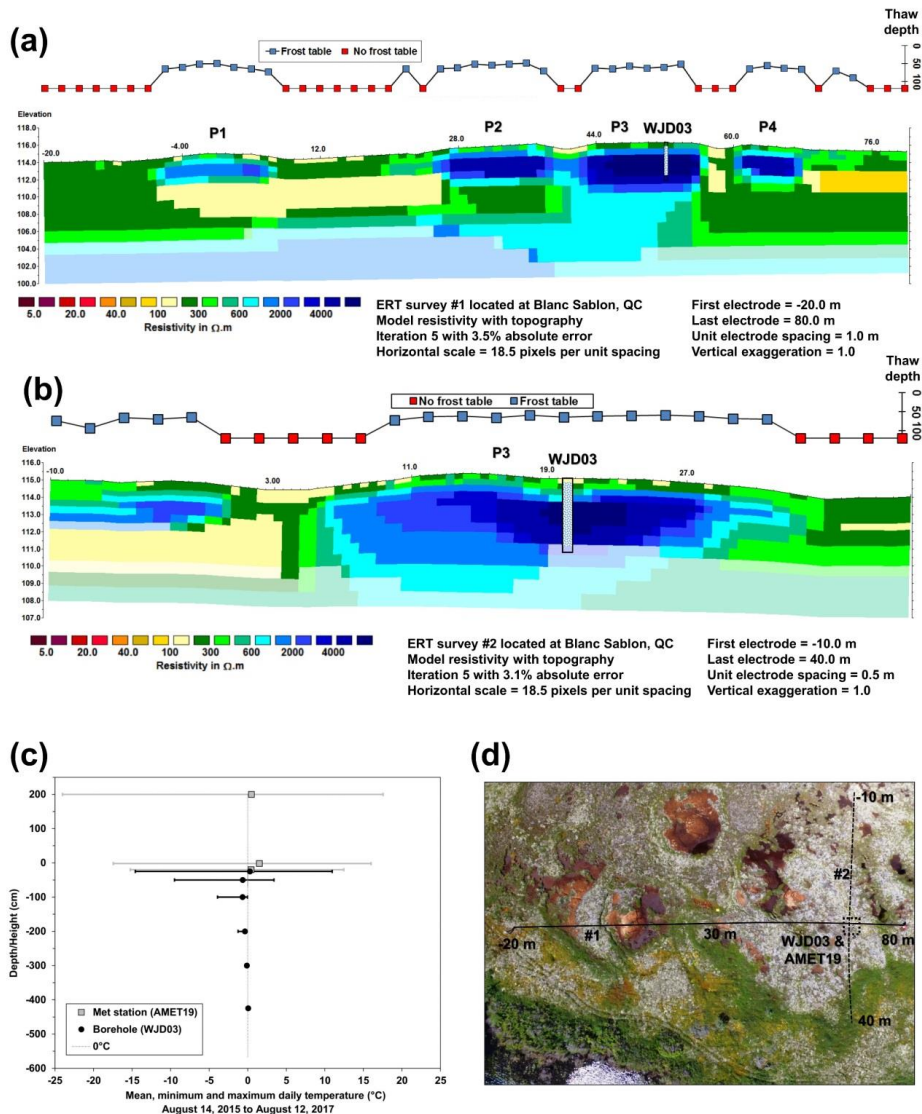 (a)
Frost table No frost table
Thaw depth
0
50
100
Elevation
118.0
116.0
114.0
112.0
110.0
108.0
106.0
104.0
102.0
100.0
P1 P2 P3 WJD03 P4
-20.0 -4.00 12.0 28.0 44.0 60.0 76.0
5.0 20.0 40.0 100.0 300.0 600 2000 4000
Resistivity in Ω.m
ERT survey #1 located at Blanc Sablon, QC
Model resistivity with topography
Iteration 5 with 3.5% absolute error
Horizontal scale = 18.5 pixels per unit spacing
First electrode = -20.0 m
Last electrode = 80.0 m
Unit electrode spacing = 1.0 m
Vertical exaggeration = 1.0
(b)
No frost table Frost table
Thaw depth
0
50
100
Elevation
116.0
115.0
114.0
113.0
112.0
111.0
110.0
109.0
108.0
107.0
P3 WJD03
-10.0 3.00 11.0 19.0 27.0
5.0 20.0 40.0 100.0 300.0 600 2000 4000
Resistivity in Ω.m
ERT survey #2 located at Blanc Sablon, QC
Model resistivity with topography
Iteration 5 with 3.1% absolute error
Horizontal scale = 18.5 pixels per unit spacing
First electrode = -10.0 m
Last electrode = 40.0 m
Unit electrode spacing = 0.5 m
Vertical exaggeration = 1.0
(c)
Depth/Height (cm)
200
100
0
-100
-200
-300
-400
-500
-600
Met station (AMET19)
Borehole (WJD03)
0°C
-25 -20 -15 -10 -5 0 5 10 15 20 25
Mean, minimum and maximum daily temperature (°C)
August 14, 2015 to August 12, 2017
(d)
-10 m
#2
-20 m
#1
30 m
WJD03 &
AMET19
80 m
40 m